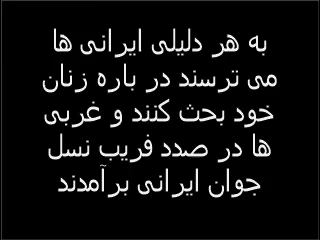 به هر دلیلی ایرانی ها
می ترسند در باره زنان
خود بحث کنند و غربی
ها در صدد فریب نسل
جوان ایرانی برآمدند